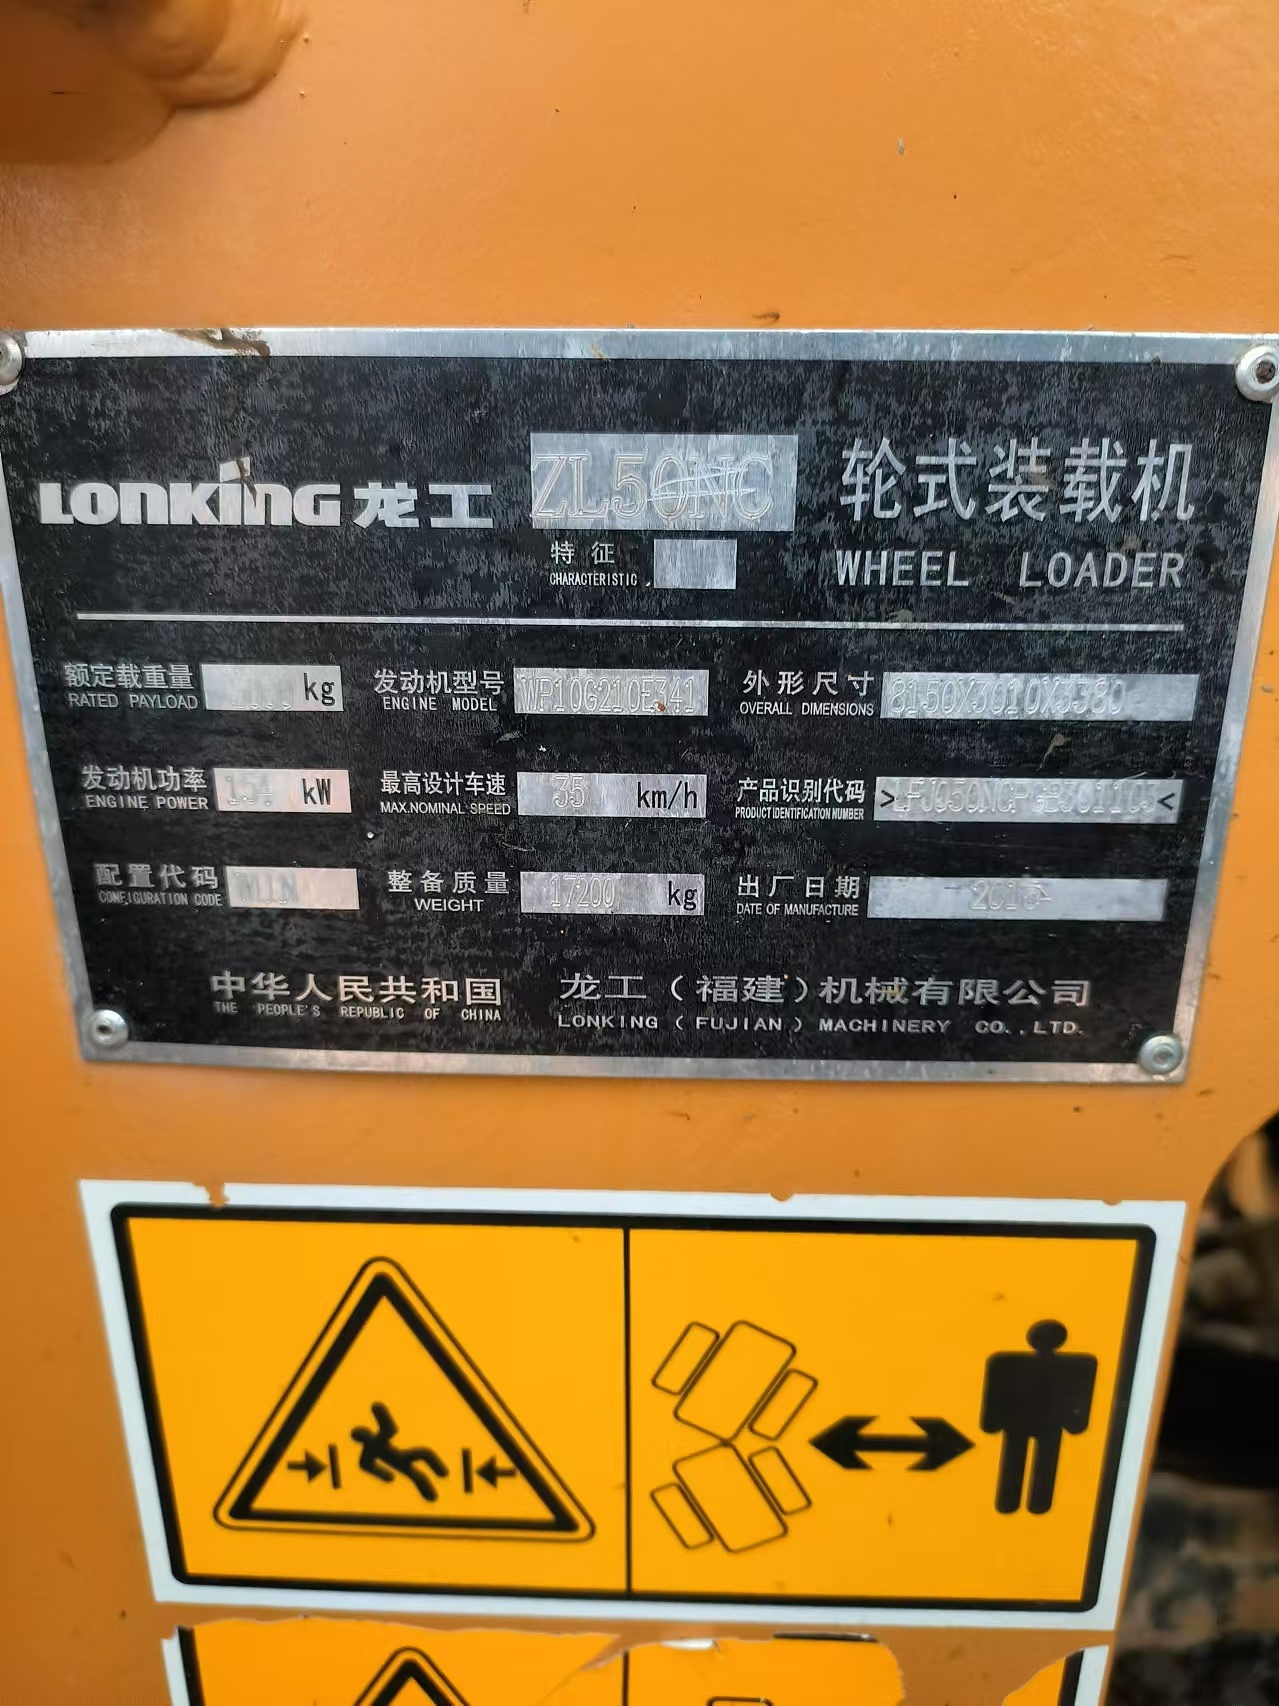 LONKING 龙工 ZL50NC 轮式装载机
特征
CHARACTERISTIC
WHEEL LOADER
额定载重量 kg 发动机型号 WP10G210E341 外形尺寸 8150X3010X3380
RATED PAYLOAD ENGINE MODEL OVERALL DIMENSIONS
发动机功率 kW 最高设计车速 35 km/h 产品识别代码
ENGINE POWER MAX.NOMINAL SPEED PRODUCT IDENTIFICATION NUMBER
配置代码 整备质量 17200 kg 出厂日期
CONFIGURATION CODE WEIGHT DATE OF MANUFACTURE
中华人民共和国 龙工（福建）机械有限公司
THE PEOPLE'S REPUBLIC OF CHINA LONKING ( FUJIAN ) MACHINERY CO.,LTD.